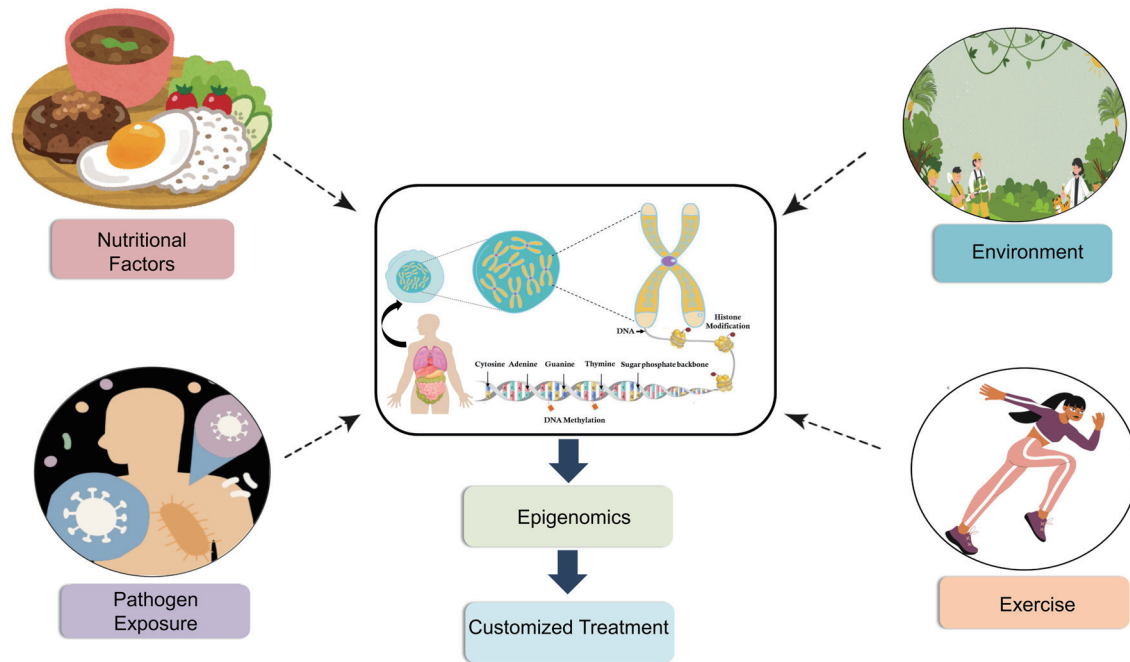 Nutritional
Factors
Environment
Histone
Modification
DNA
Cytosine Adenine Guanine Thymine Sugar phosphate backbone
DNA Methylation
Pathogen
Exposure
Exercise
Epigenomics
Customized Treatment